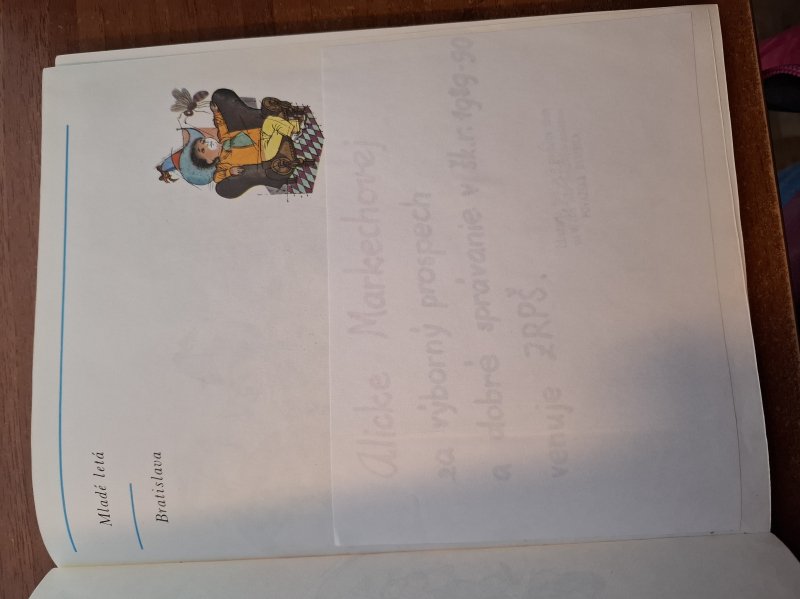 Alicke Markechovej
za výborný prospech
a dobré správanie v šk.r. 1989-90
venuje ZRPŠ.
Mladé letá
Bratislava